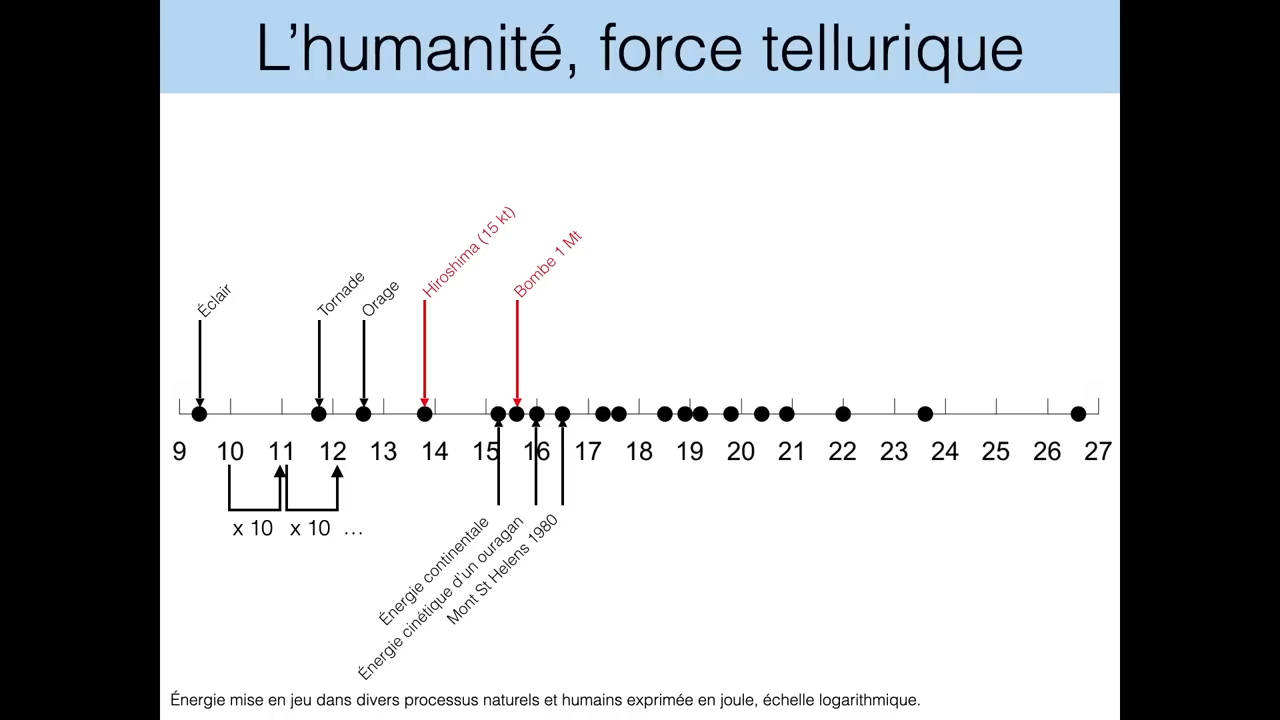 L’humanité, force tellurique
Éclair
Tornade
Orage
Hiroshima (15 kt)
Bombe 1 Mt
9 10 11 12 13 14 15 16 17 18 19 20 21 22 23 24 25 26 27
x 10 x 10 …
Énergie continentale
Énergie cinétique d’un ouragan
Mont St Helens 1980
Énergie mise en jeu dans divers processus naturels et humains exprimée en joule, échelle logarithmique.